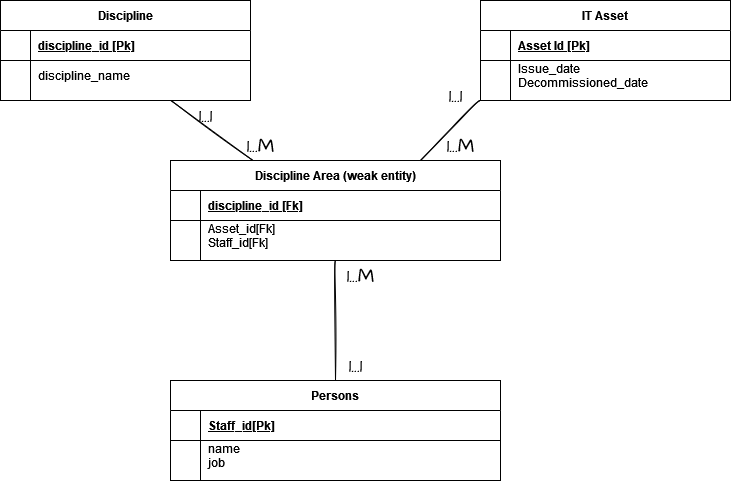 Discipline
discipline_id [Pk]
discipline_name
IT Asset
Asset Id [Pk]
Issue_date
Decommissioned_date
1...1
1...M
1...1
1...M
Discipline Area (weak entity)
discipline_id [Fk]
Asset_id[Fk]
Staff_id[Fk]
1...M
1...1
Persons
Staff_id[Pk]
name
job